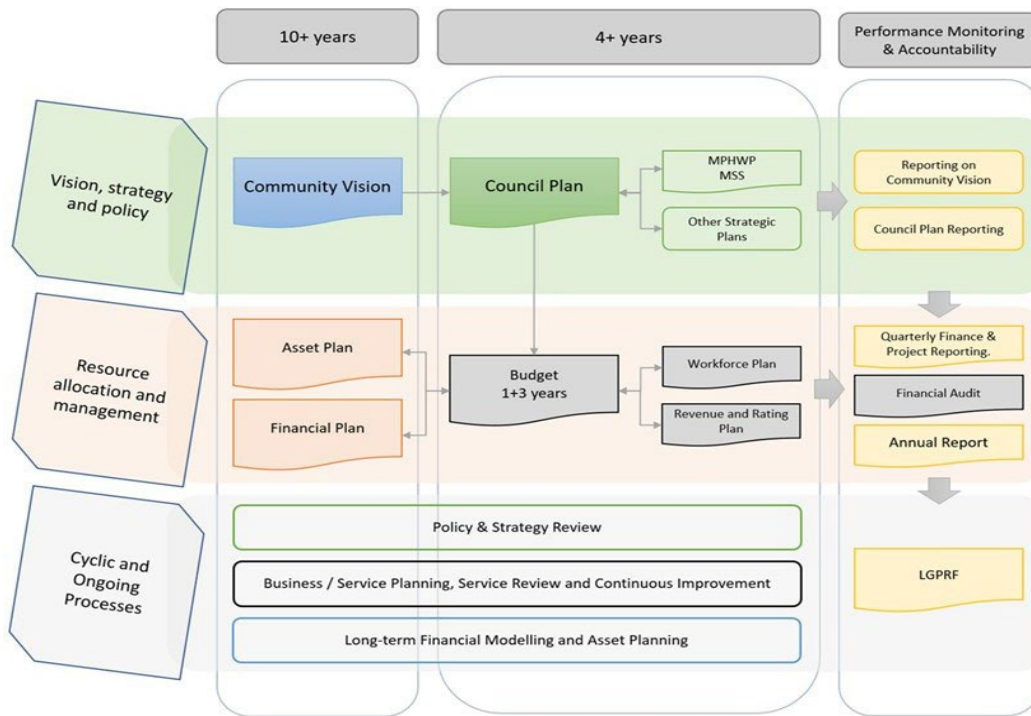 10+ years
4+ years
Performance Monitoring
& Accountability
Vision, strategy
and policy
Community Vision
Council Plan
MPHWP
MSS
Other Strategic
Plans
Reporting on
Community Vision
Council Plan Reporting
Resource
allocation and
management
Asset Plan
Financial Plan
Budget
1+3 years
Workforce Plan
Revenue and Rating
Plan
Quarterly Finance &
Project Reporting.
Financial Audit
Annual Report
Cyclic and
Ongoing
Processes
Policy & Strategy Review
Business / Service Planning, Service Review and Continuous Improvement
Long-term Financial Modelling and Asset Planning
LGPRF